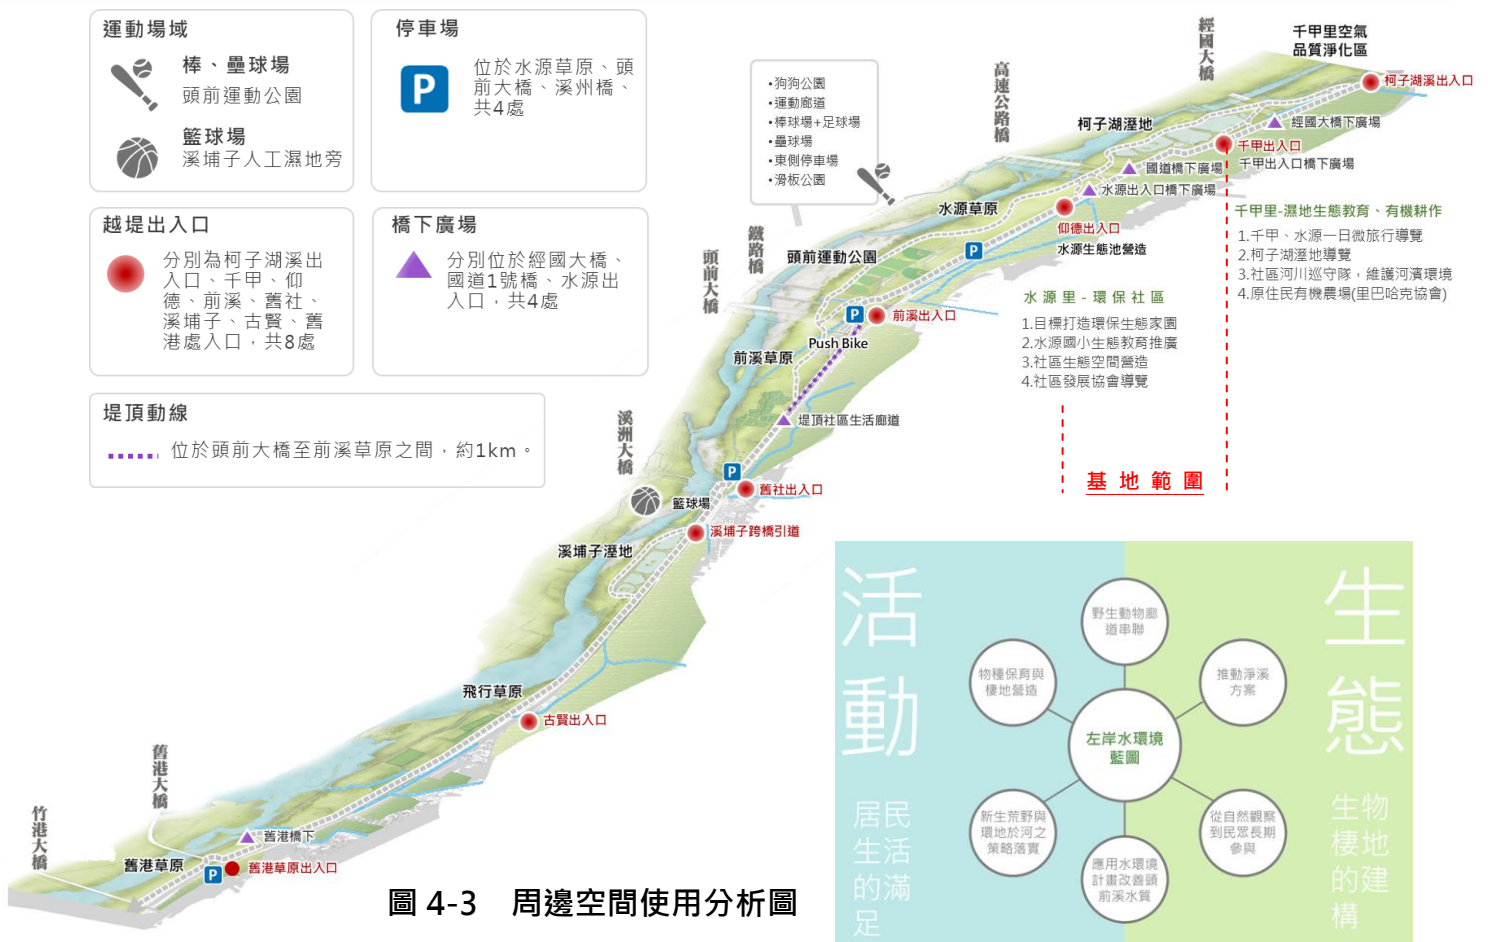 運動場域
棒、壘球場
頭前運動公園
籃球場
溪埔子人工濕地旁
停車場
位於水源草原、頭
前大橋、溪州橋、
共4處
越堤出入口
分別為柯子湖溪出
入口、千甲、仰
德、前溪、舊社、
溪埔子、古賢、舊
港處入口，共8處
橋下廣場
分別位於經國大橋、
國道1號橋、水源出
入口，共4處
堤頂動線
位於頭前大橋至前溪草原之間，約1km。
•狗狗公園
•運動廊道
•棒球場+足球場
•壘球場
•東側停車場
•滑板公園
經國大橋
千甲里空氣
品質淨化區
柯子湖溪出入口
高速公路橋
柯子湖溼地
經國大橋下廣場
千甲出入口
千甲出入口橋下廣場
國道橋下廣場
水源出入口橋下廣場
水源草原
仰德出入口
水源生態池營造
千甲里-濕地生態教育、有機耕作
1.千甲、水源一日微旅行導覽
2.柯子湖溼地導覽
3.社區河川巡守隊，維護河濱環境
4.原住民有機農場(里巴哈克協會)
鐵路橋
頭前大橋
頭前運動公園
P
水源里-環保社區
1.目標打造環保生態家園
2.水源國小生態教育推廣
3.社區生態空間營造
4.社區發展協會導覽
P
前溪出入口
Push Bike
前溪草原
堤頂社區生活廊道
基地範圍
溪洲大橋
P
舊社出入口
籃球場
溪埔子跨橋引道
溪埔子溼地
飛行草原
古賢出入口
舊港大橋
竹港大橋
舊港橋下
舊港草原
P
舊港草原出入口
圖 4-3 周邊空間使用分析圖
活動
居民生活的滿足
生態
生物棲地的建構
野生動物廊
道串聯
物種保育與
棲地營造
推動淨溪
方案
左岸水環境
藍圖
新生荒野與
環地於河之
策略落實
從自然觀察
到民眾長期
參與
應用水環境
計畫改善頭
前溪水質
P